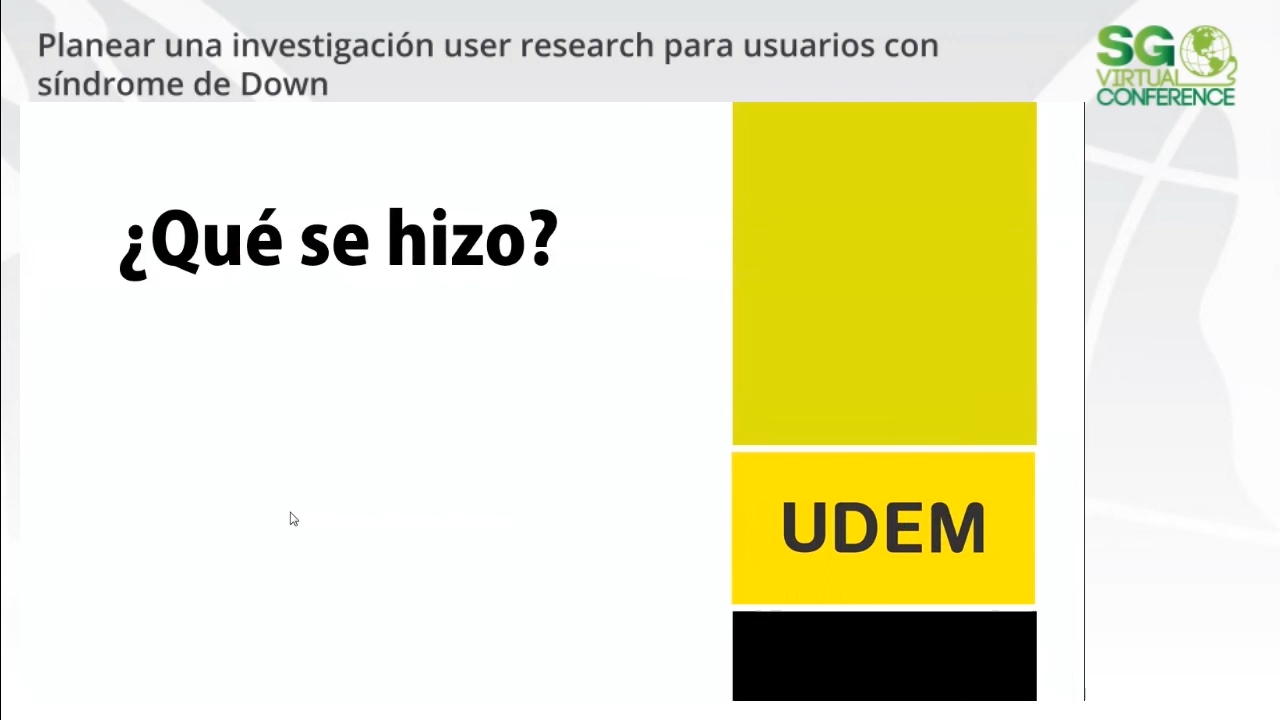 Planear una investigación user research para usuarios con
síndrome de Down
SG
VIRTUAL
CONFERENCE
¿Qué se hizo?
UDEM